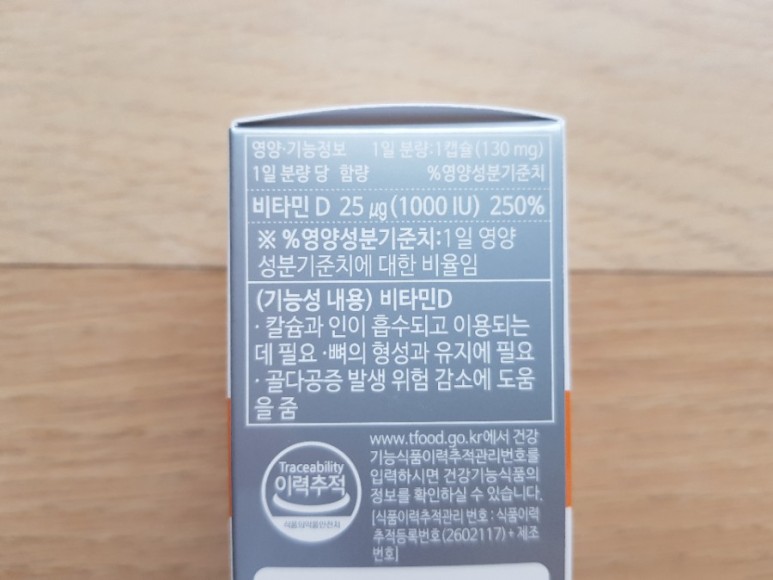 영양·기능정보 1일 분량:1캡슐(130 mg)
1일 분량 당 함량 %영양성분기준치
비타민 D 25 ㎍(1000 IU) 250%
※ %영양성분기준치:1일 영양
성분기준치에 대한 비율임
(기능성 내용) 비타민D
· 칼슘과 인이 흡수되고 이용되는
데 필요 ·뼈의 형성과 유지에 필요
· 골다공증 발생 위험 감소에 도움
을 줌
Traceability
이력추적
식품의약품안전처
www.tfood.go.kr에서 건강
기능식품이력추적관리번호를
입력하시면 건강기능식품의
정보를 확인하실 수 있습니다.
[식품이력추적관리 번호 : 식품이력
추적등록번호(2602117)+제조
번호]